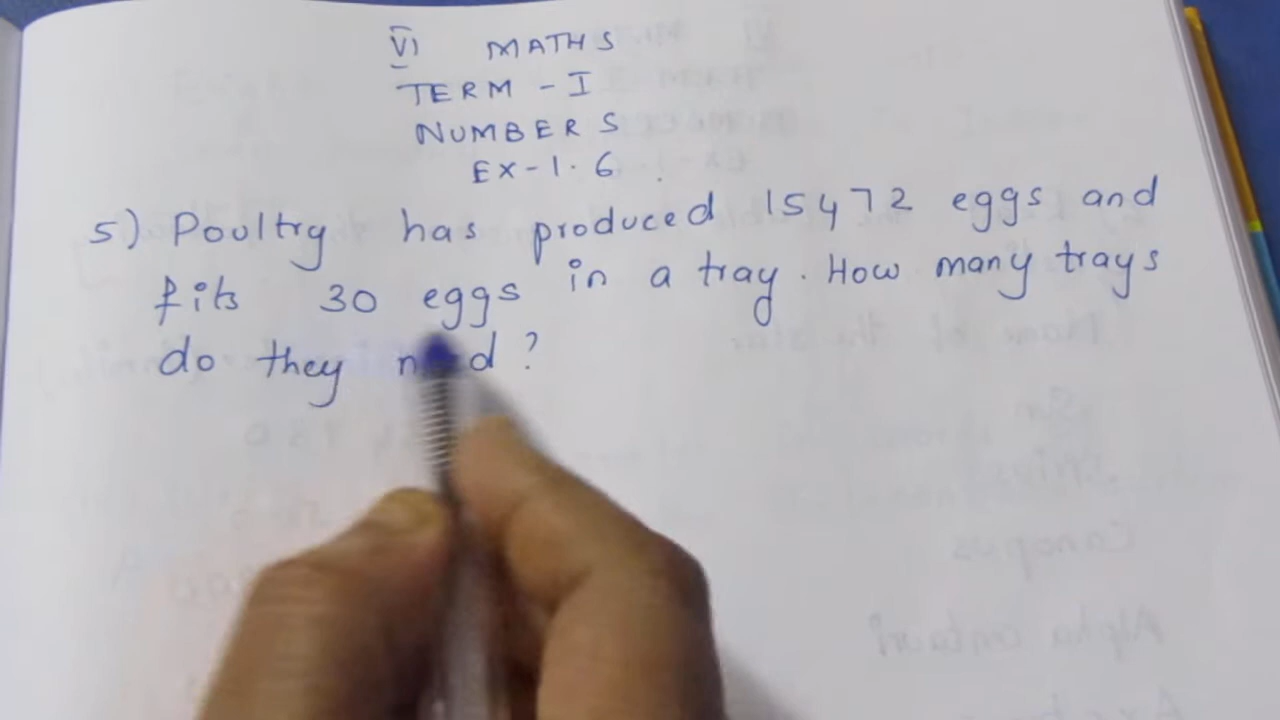 VI MATHS
TERM - I
NUMBERS
EX-1.6
5) Poultry has produced 15472 eggs and
fits 30 eggs in a tray. How many trays
do they need?